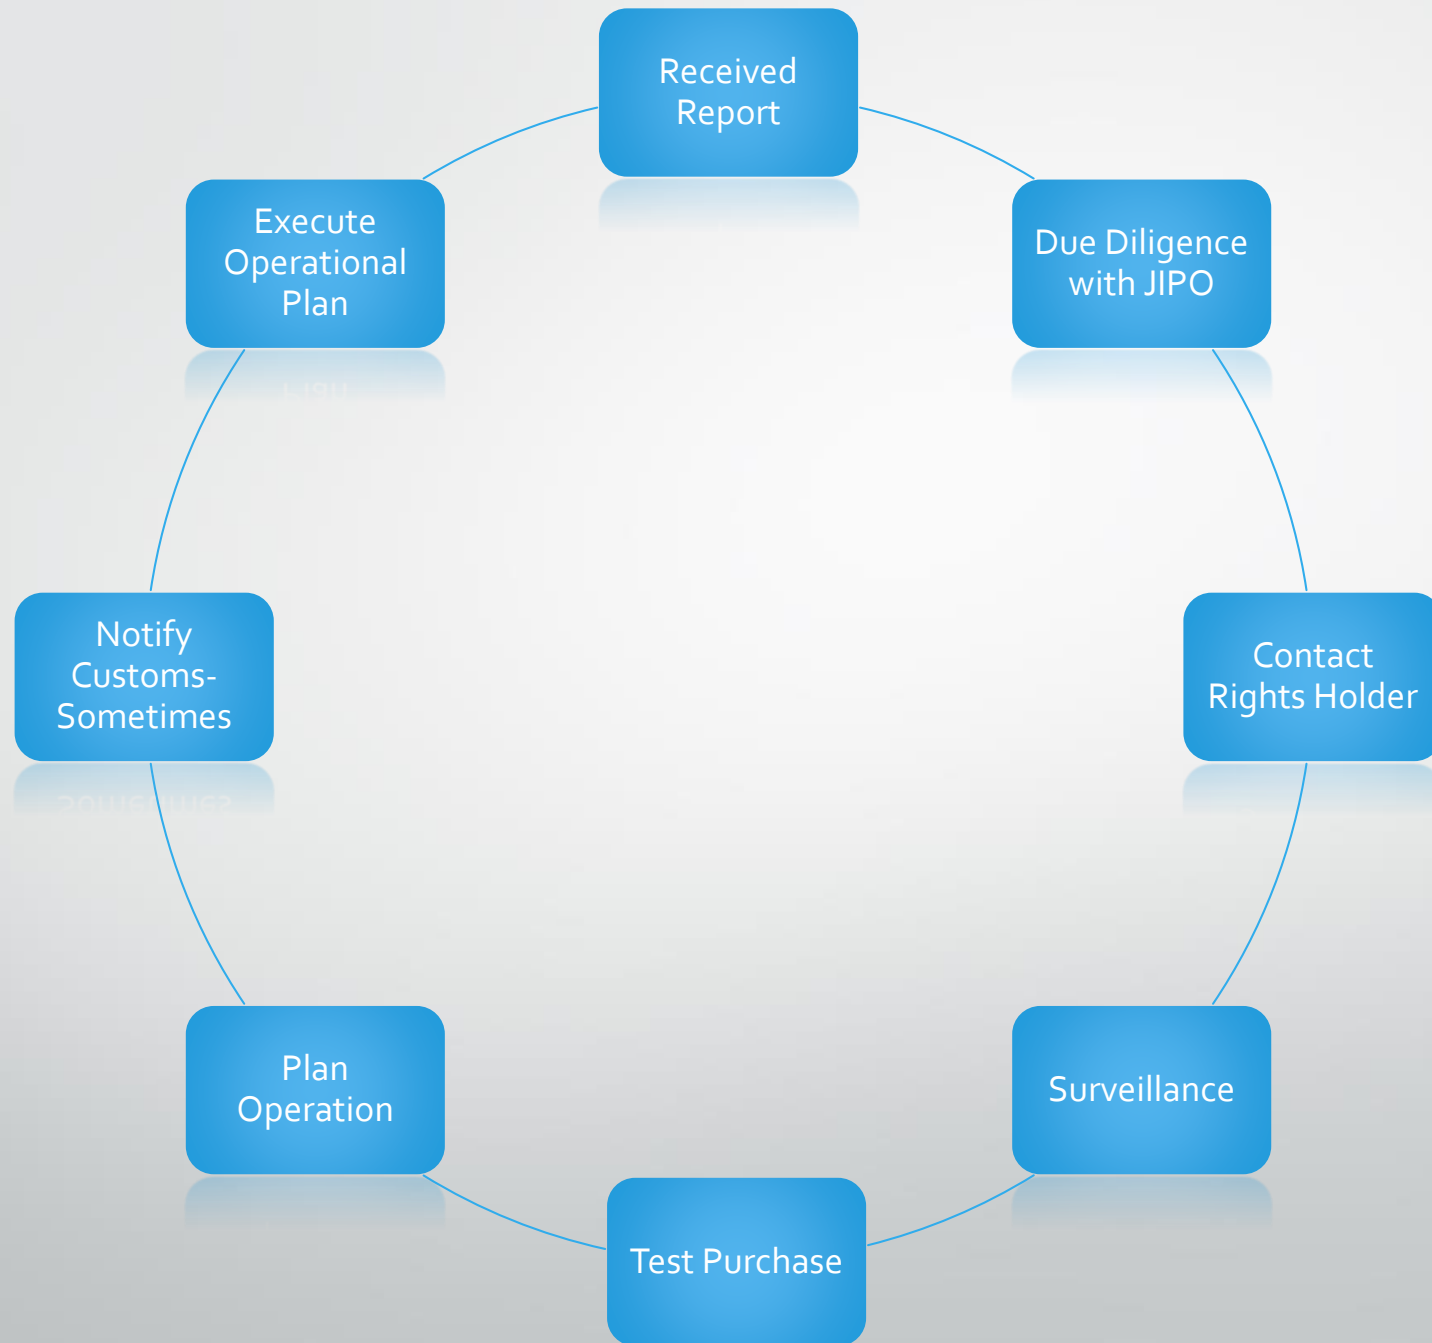 Received
Report
Due Diligence
with JIPO
Contact
Rights Holder
Surveillance
Test Purchase
Plan
Operation
Notify
Customs-
Sometimes
Execute
Operational
Plan